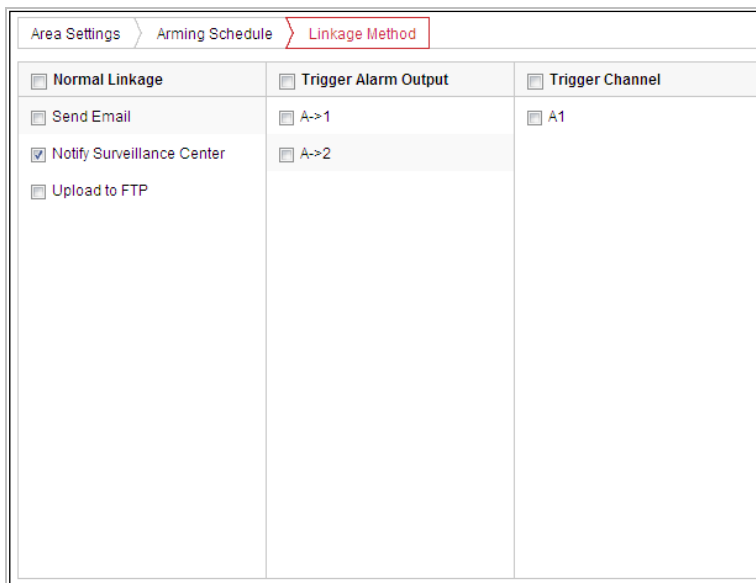 Area Settings Arming Schedule Linkage Method
Normal Linkage Trigger Alarm Output Trigger Channel
Send Email A->1 A1
Notify Surveillance Center A->2
Upload to FTP